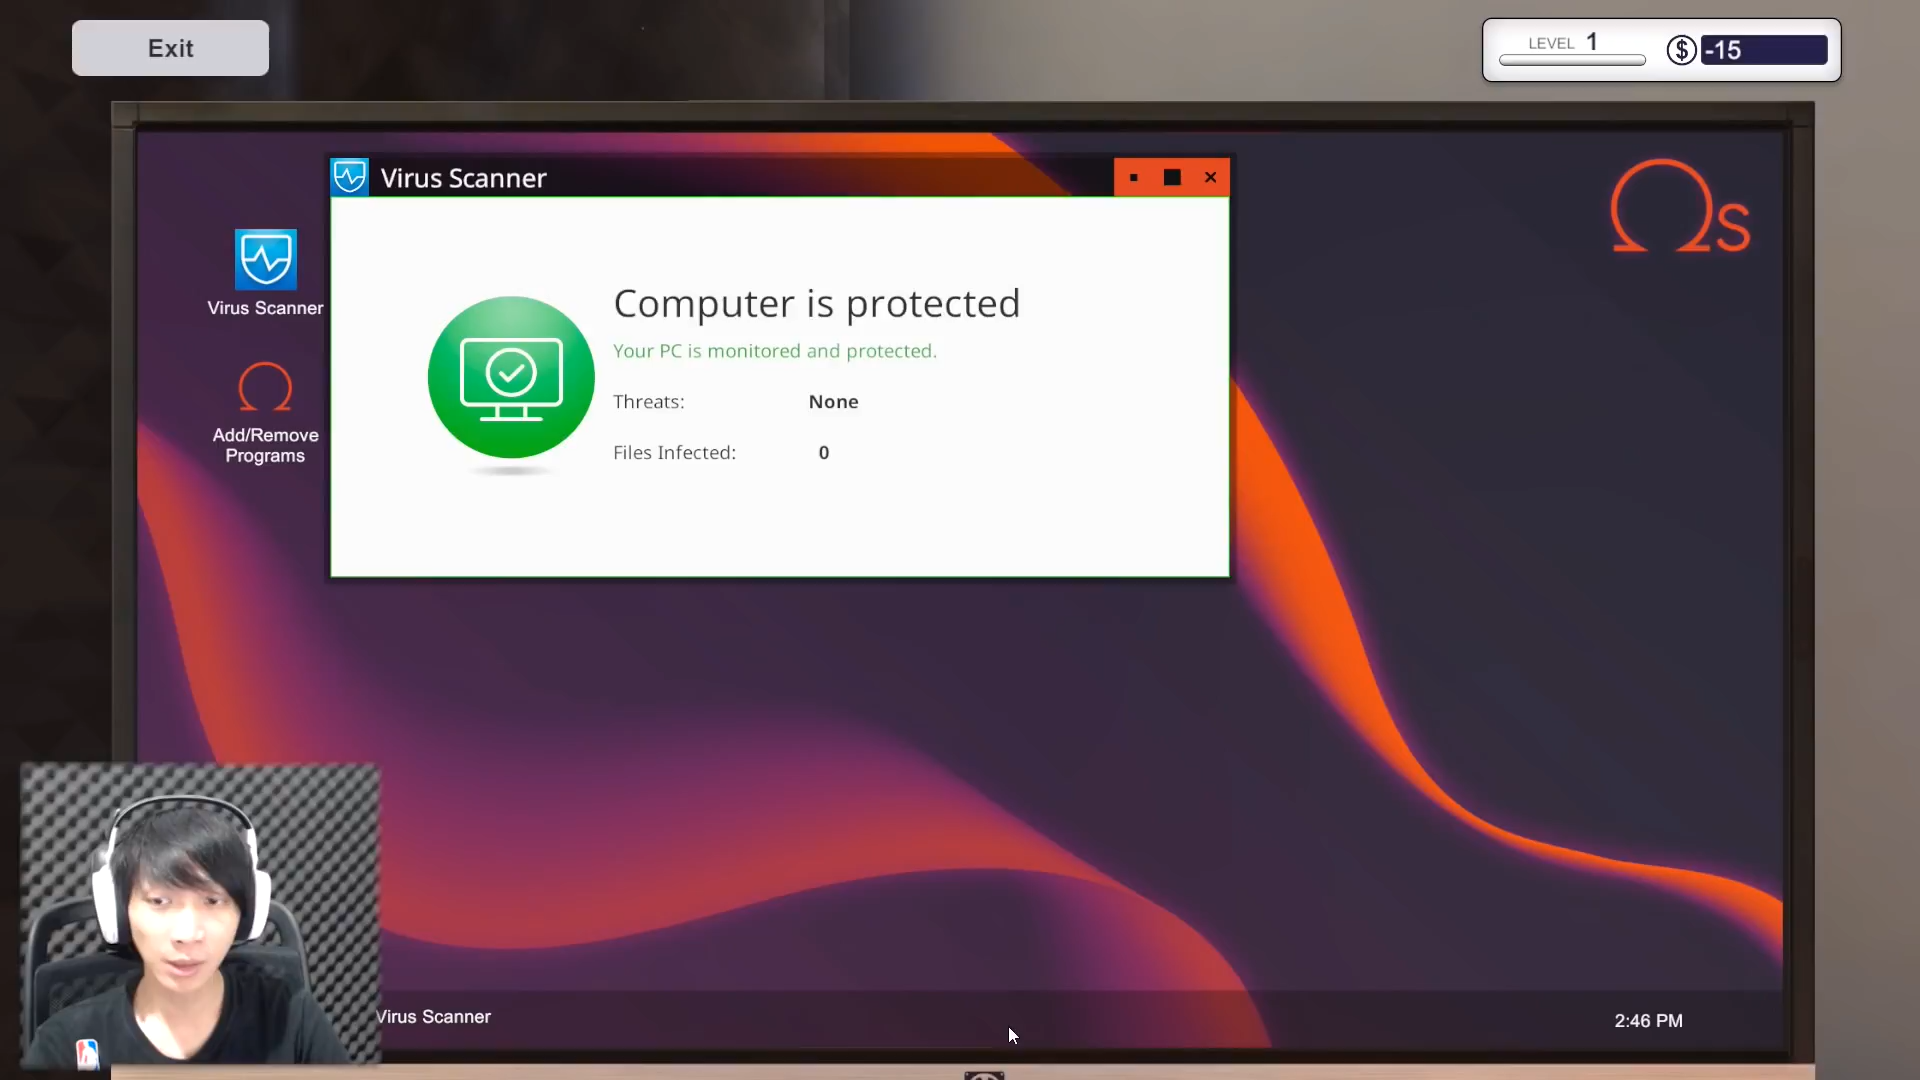 Exit
LEVEL 1
$ -15
Virus Scanner
Ωs
Virus Scanner
Computer is protected
Your PC is monitored and protected.
Threats: None
Files Infected: 0
Add/Remove
Programs
Virus Scanner
2:46 PM